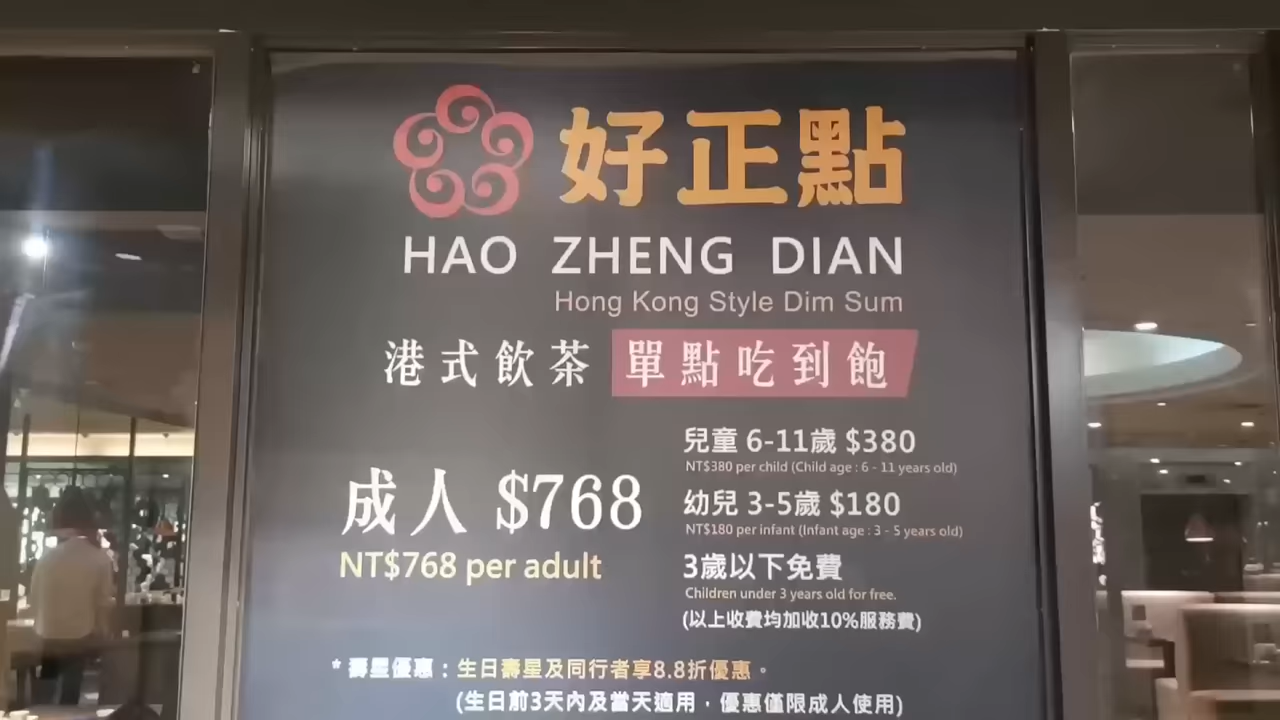 好正點
HAO ZHENG DIAN
Hong Kong Style Dim Sum
港式飲茶 單點吃到飽
成人 $768
NT$768 per adult
兒童 6-11歲 $380
NT$380 per child (Child age : 6 - 11 years old)
幼兒 3-5歲 $180
NT$180 per infant (Infant age : 3 - 5 years old)
3歲以下免費
Children under 3 years old for free.
(以上收費均加收10%服務費)
* 壽星優惠：生日壽星及同行者享8.8折優惠。
(生日前3天內及當天適用，優惠僅限成人使用)